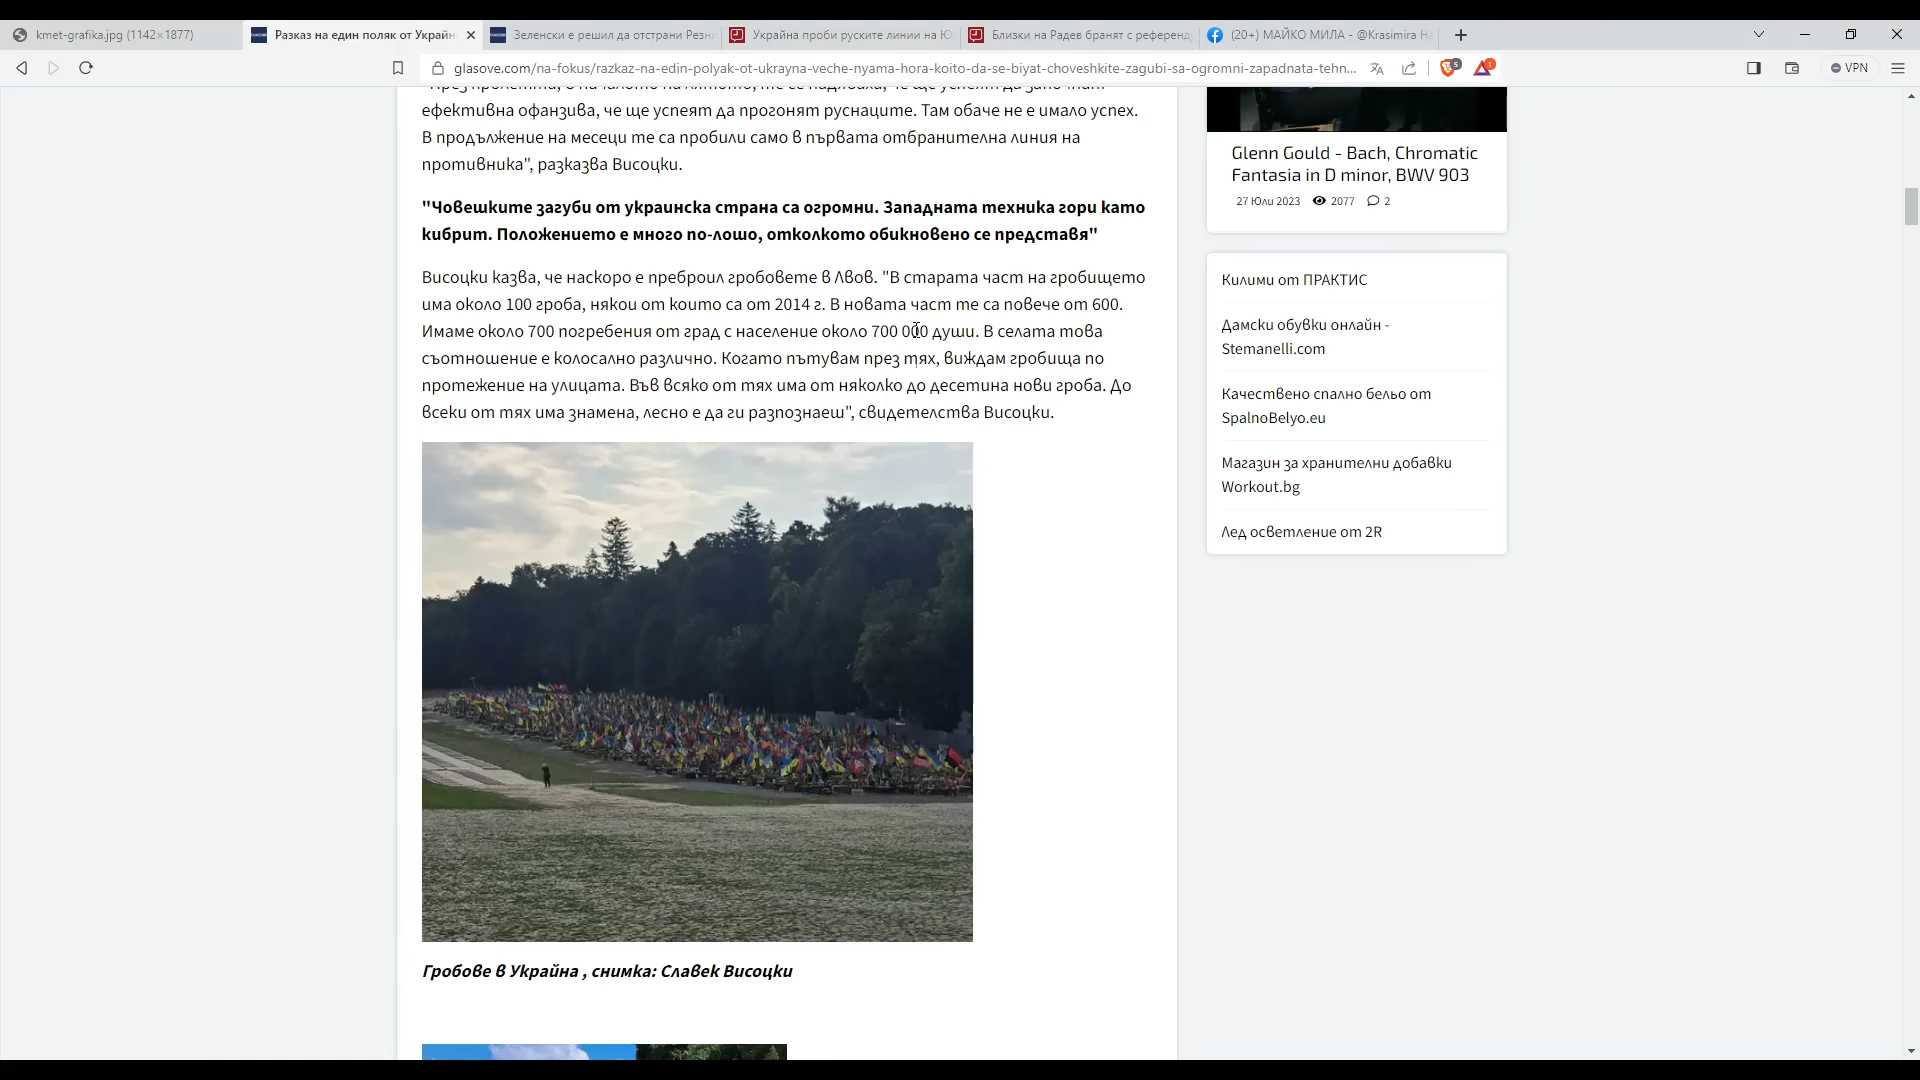 kmet-grafika.jpg (1142×1877)
Разказ на един поляк от Украйн
Зеленски е решил да отстрани Резни
Украйна проби руските линии на Ю
Близки на Радев бранят с референду
(20+) МАЙКО МИЛА - @Krasimira Ha
glasove.com/na-fokus/razkaz-na-edin-polyak-ot-ukrayna-veche-nyama-hora-koito-da-se-biyat-choveshkite-zagubi-sa-ogromni-zapadnata-tehn...
5
1
VPN
ефективна офанзива, че ще успеят да прогонят руснаците. Там обаче не е имало успех.
В продължение на месеци те са пробили само в първата отбранителна линия на
противника", разказва Висоцки.
"Човешките загуби от украинска страна са огромни. Западната техника гори като
кибрит. Положението е много по-лошо, отколкото обикновено се представя"
Висоцки казва, че наскоро е преброил гробовете в Лвов. "В старата част на гробището
има около 100 гроба, някои от които са от 2014 г. В новата част те са повече от 600.
Имаме около 700 погребения от град с население около 700 000 души. В селата това
съотношение е колосално различно. Когато пътувам през тях, виждам гробища по
протежение на улицата. Във всяко от тях има от няколко до десетина нови гроба. До
всеки от тях има знамена, лесно е да ги разпознаеш", свидетелства Висоцки.
Гробове в Украйна , снимка: Славек Висоцки
Glenn Gould - Bach, Chromatic
Fantasia in D minor, BWV 903
27 Юли 2023 2077 2
Килими от ПРАКТИС
Дамски обувки онлайн -
Stemanelli.com
Качествено спално бельо от
SpalnoBelyo.eu
Магазин за хранителни добавки
Workout.bg
Лед осветление от 2R